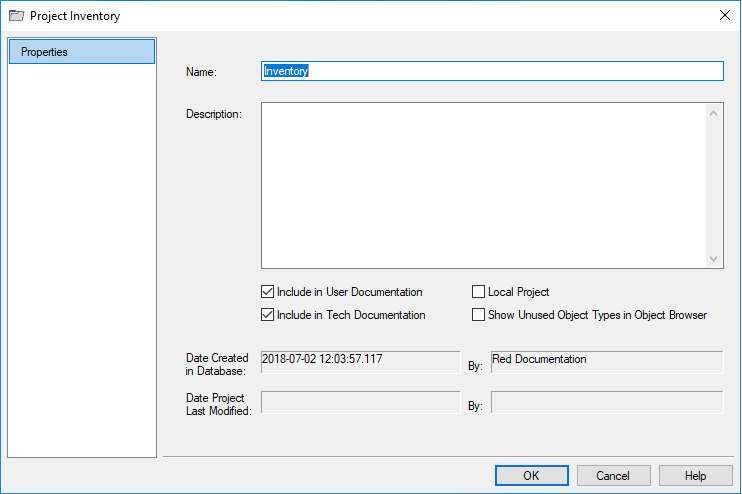 Project Inventory
Properties
Name:
Inventory
Description:
Include in User Documentation
Local Project
Include in Tech Documentation
Show Unused Object Types in Object Browser
Date Created
in Database:
2018-07-02 12:03:57.117
By:
Red Documentation
Date Project
Last Modified:
By:
OK
Cancel
Help